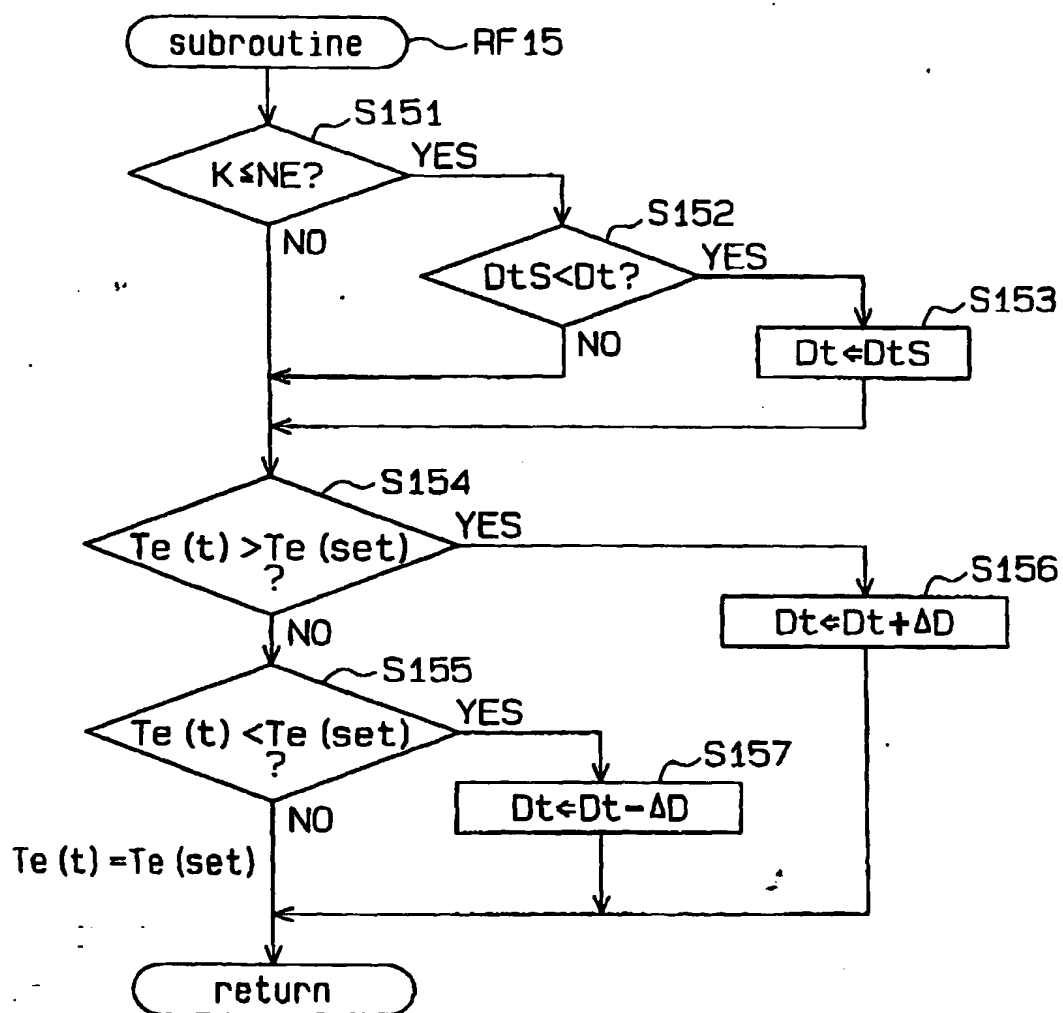 subroutine
RF15
S151
K≦NE?
YES
NO
S152
DtS<Dt?
YES
NO
S153
Dt⇐DtS
S154
Te(t)>Te(set)
?
YES
NO
S156
Dt⇐Dt+ΔD
S155
Te(t)<Te(set)
?
YES
NO
S157
Dt⇐Dt-ΔD
Te(t)=Te(set)
return